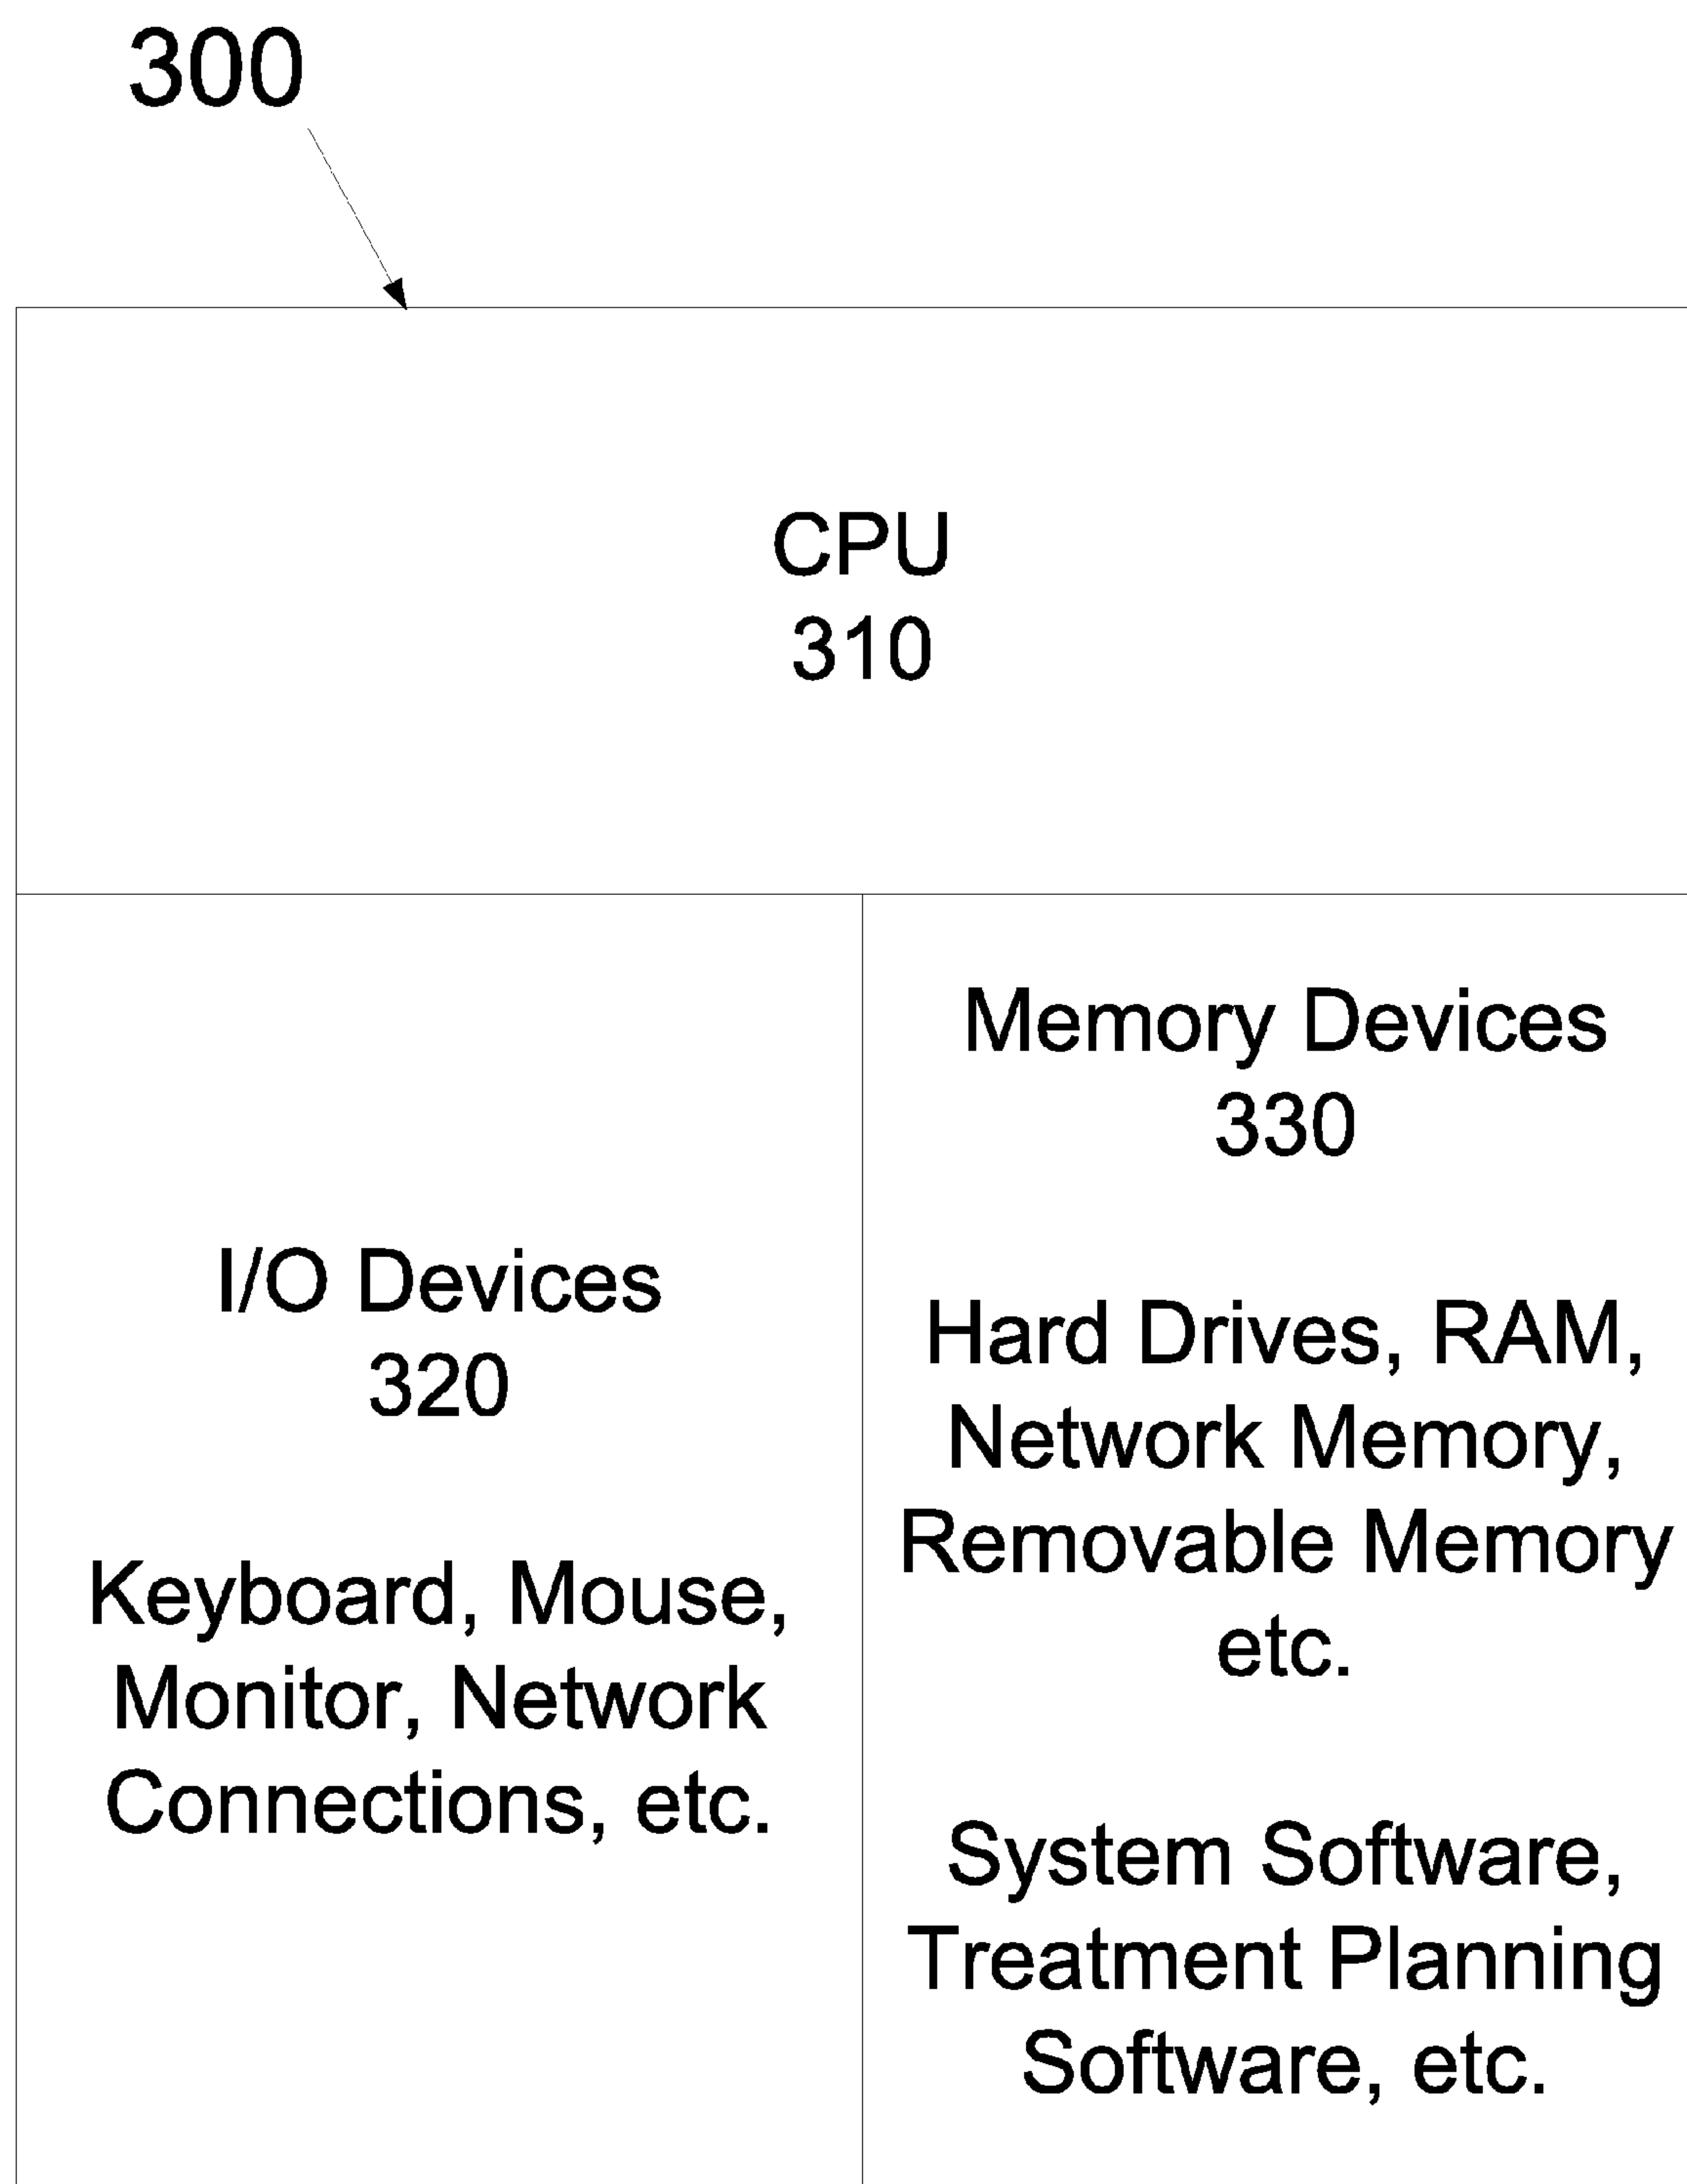 300
CPU
310
I/O Devices
320
Keyboard, Mouse,
Monitor, Network
Connections, etc.
Memory Devices
330
Hard Drives, RAM,
Network Memory,
Removable Memory
etc.
System Software,
Treatment Planning
Software, etc.